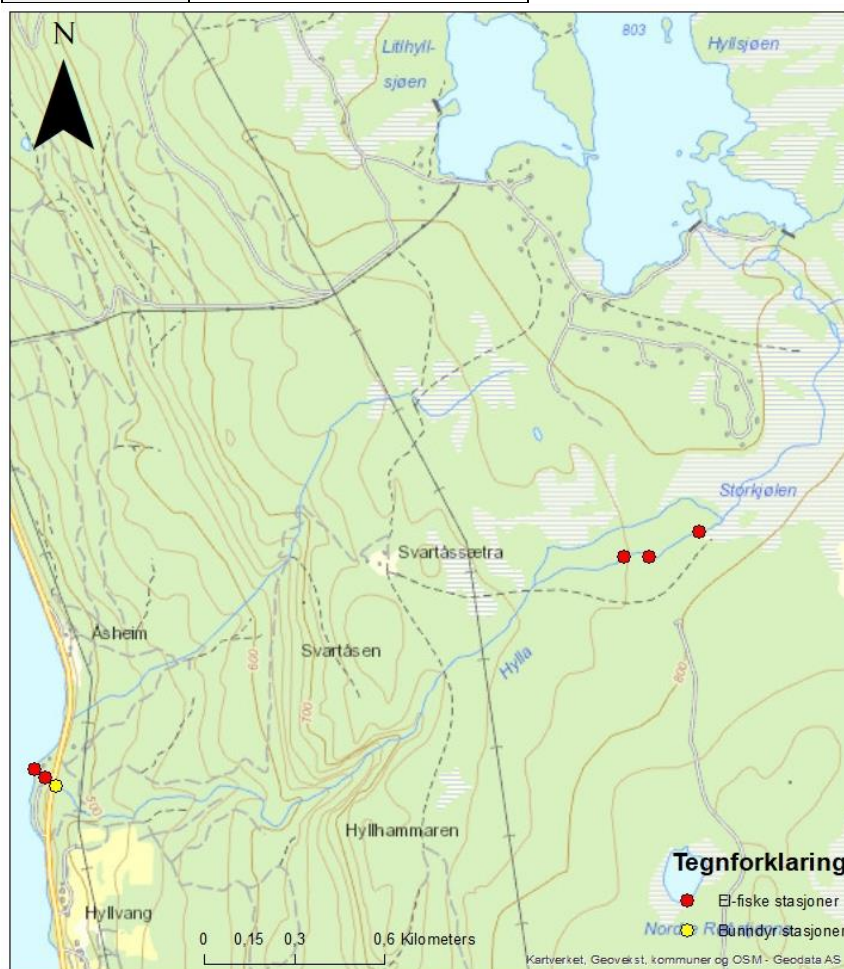 N
Litlhyll-
sjøen
803
Hyllsjøen
Storkjølen
Svartåssætra
Åsheim
Svartåsen
600
700
Hylla
800
500
Hyllhammaren
Hyllvang
Tegnforklaring
El-fiske stasjoner
Bunndyr stasjoner
Nordre
0 0,15 0,3 0,6 Kilometers
Kartverket, Geovekst, kommuner og OSM - Geodata AS